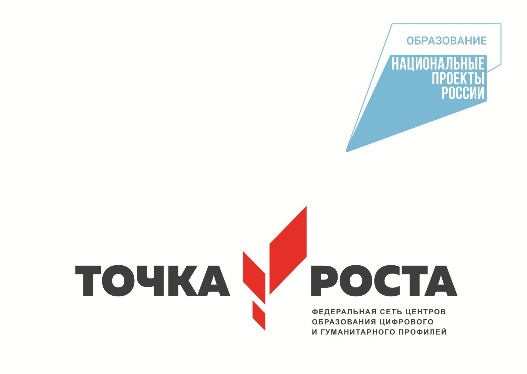 ОБРАЗОВАНИЕ
НАЦИОНАЛЬНЫЕ
ПРОЕКТЫ
РОССИИ
ТОЧКА РОСТА
ФЕДЕРАЛЬНАЯ СЕТЬ ЦЕНТРОВ
ОБРАЗОВАНИЯ ЦИФРОВОГО
И ГУМАНИТАРНОГО ПРОФИЛЕЙ